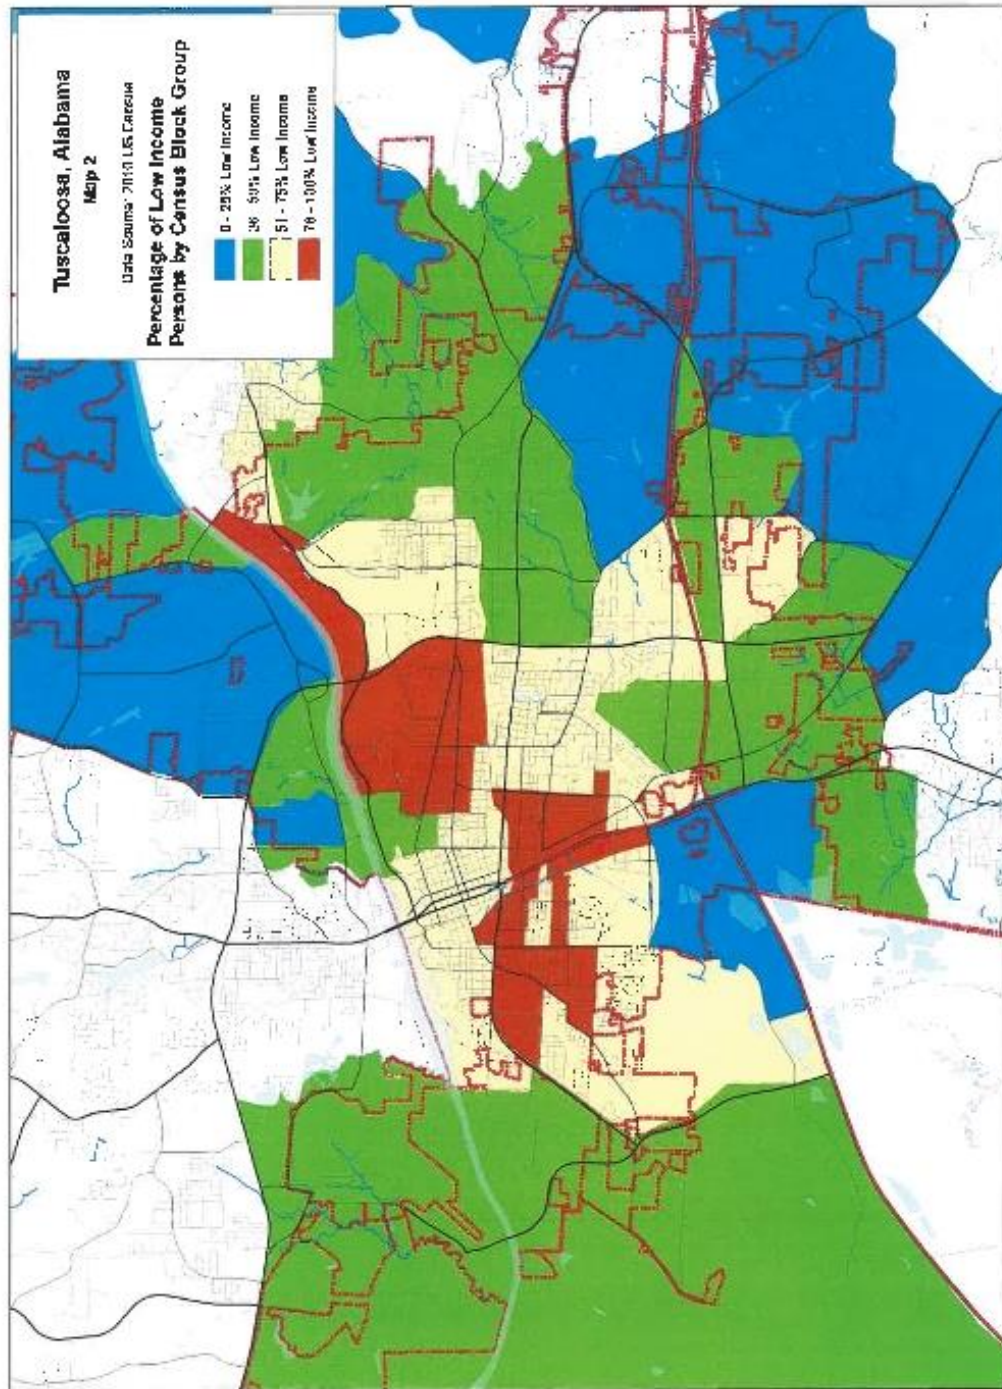 Tuscaloosa, Alabama
Map 2
Data Source: 2010 US Census
Percentage of Low Income
Persons by Census Block Group
0 - 25% Low Income
26 - 50% Low Income
51 - 75% Low Income
76 - 100% Low Income